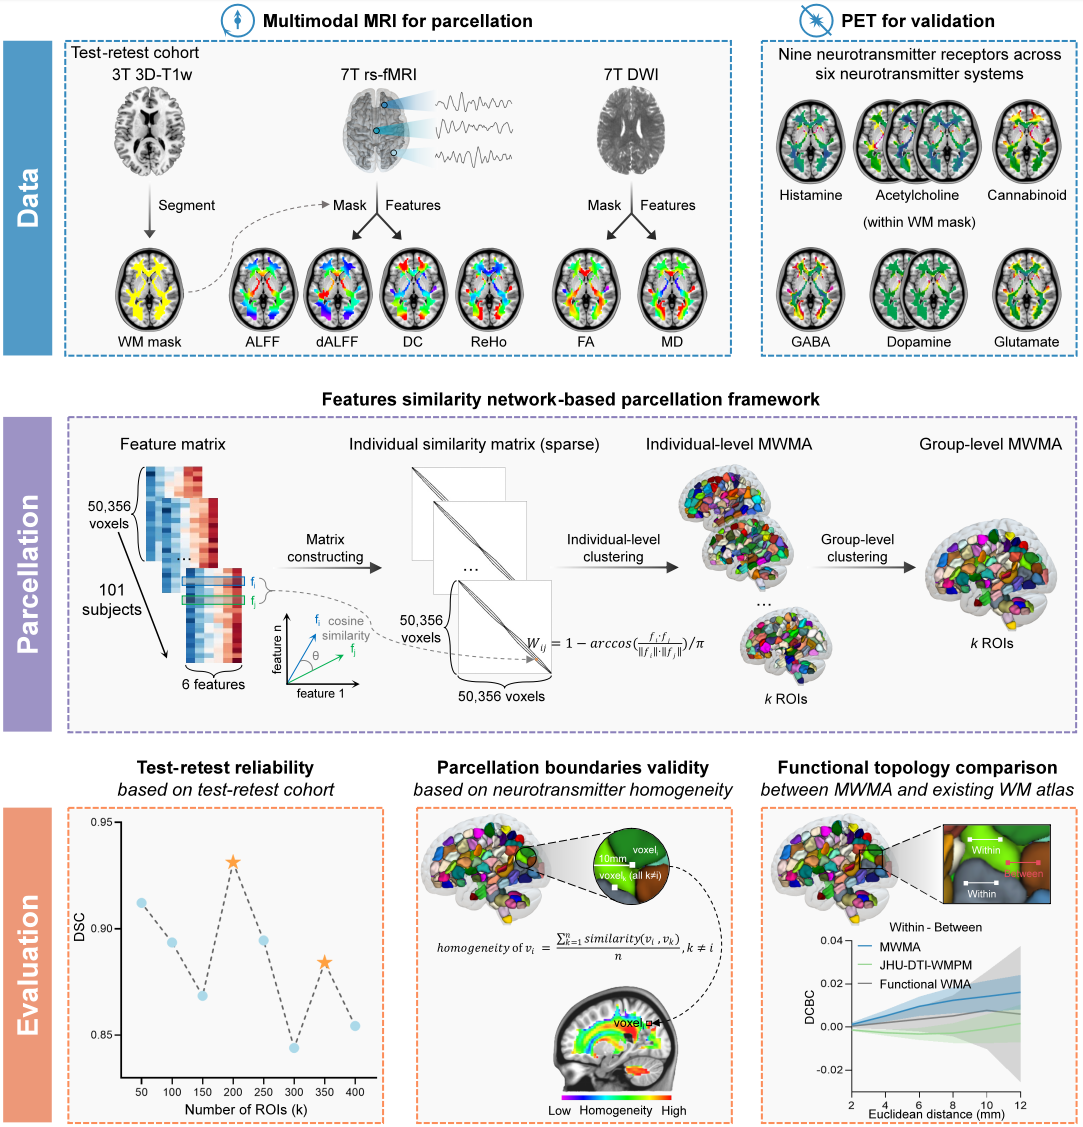 Multimodal MRI for parcellation
PET for validation
Data
Test-retest cohort
3T 3D-T1w
7T rs-fMRI
7T DWI
Segment
Mask
Features
Mask
Features
WM mask
ALFF
dALFF
DC
ReHo
FA
MD
Nine neurotransmitter receptors across
six neurotransmitter systems
Histamine
Acetylcholine
Cannabinoid
(within WM mask)
GABA
Dopamine
Glutamate
Features similarity network-based parcellation framework
Parcellation
Feature matrix
Individual similarity matrix (sparse)
Individual-level MWMA
Group-level MWMA
50,356
voxels
...
101
subjects
6 features
f_i
f_j
Matrix
constructing
feature n
f_i
cosine
similarity
θ
f_j
feature 1
...
50,356
voxels
W_{ij} = 1 − arccos(f_i·f_j / ||f_i||·||f_j||)/π
50,356 voxels
Individual-level
clustering
...
k ROIs
Group-level
clustering
k ROIs
Evaluation
Test-retest reliability
based on test-retest cohort
DSC
0.95
0.90
0.85
50 100 150 200 250 300 350 400
Number of ROIs (k)
Parcellation boundaries validity
based on neurotransmitter homogeneity
voxel_i
10mm
voxel_k (all k≠i)
homogeneity of v_i = ∑_{k=1}^{n} similarity(v_i , v_k) / n , k ≠ i
voxel
Low Homogeneity High
Functional topology comparison
between MWMA and existing WM atlas
Within
Between
Within
Within - Between
MWMA
JHU-DTI-WMPM
Functional WMA
DCBC
0.04
0.02
0.00
-0.02
2 4 6 8 10 12
Euclidean distance (mm)